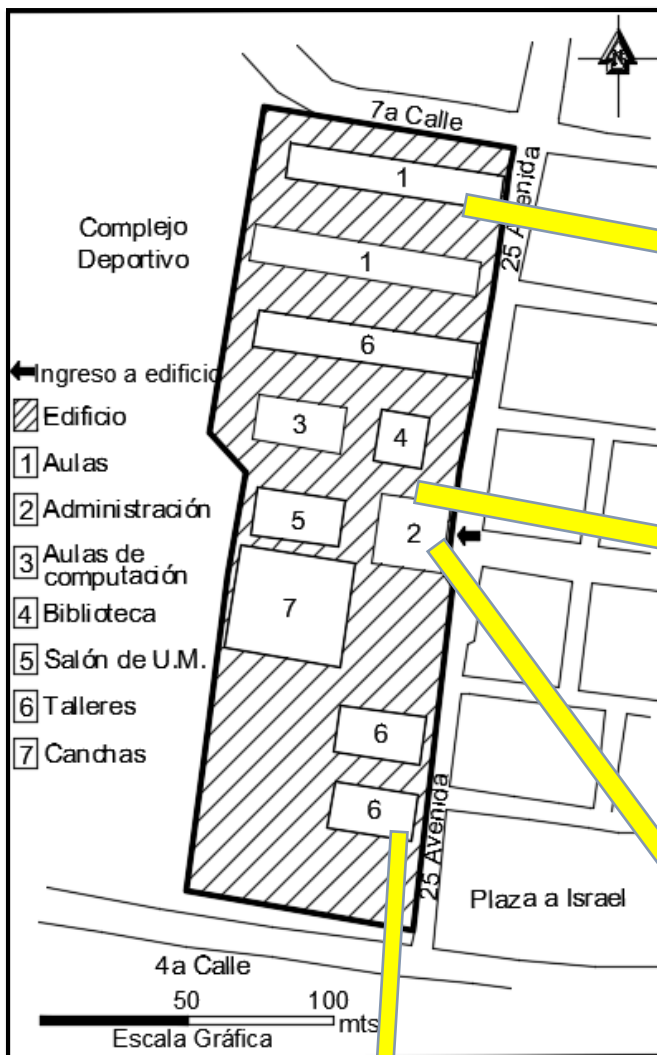 N
7a Calle
1
25 Avenida
Complejo
Deportivo
1
6
Ingreso a edificio
3
4
Edificio
1 Aulas
2 Administración
5
2
3 Aulas de
computación
4 Biblioteca
7
5 Salón de U.M.
6 Talleres
6
7 Canchas
6
25 Avenida
Plaza a Israel
4a Calle
50
100
mts
Escala Gráfica